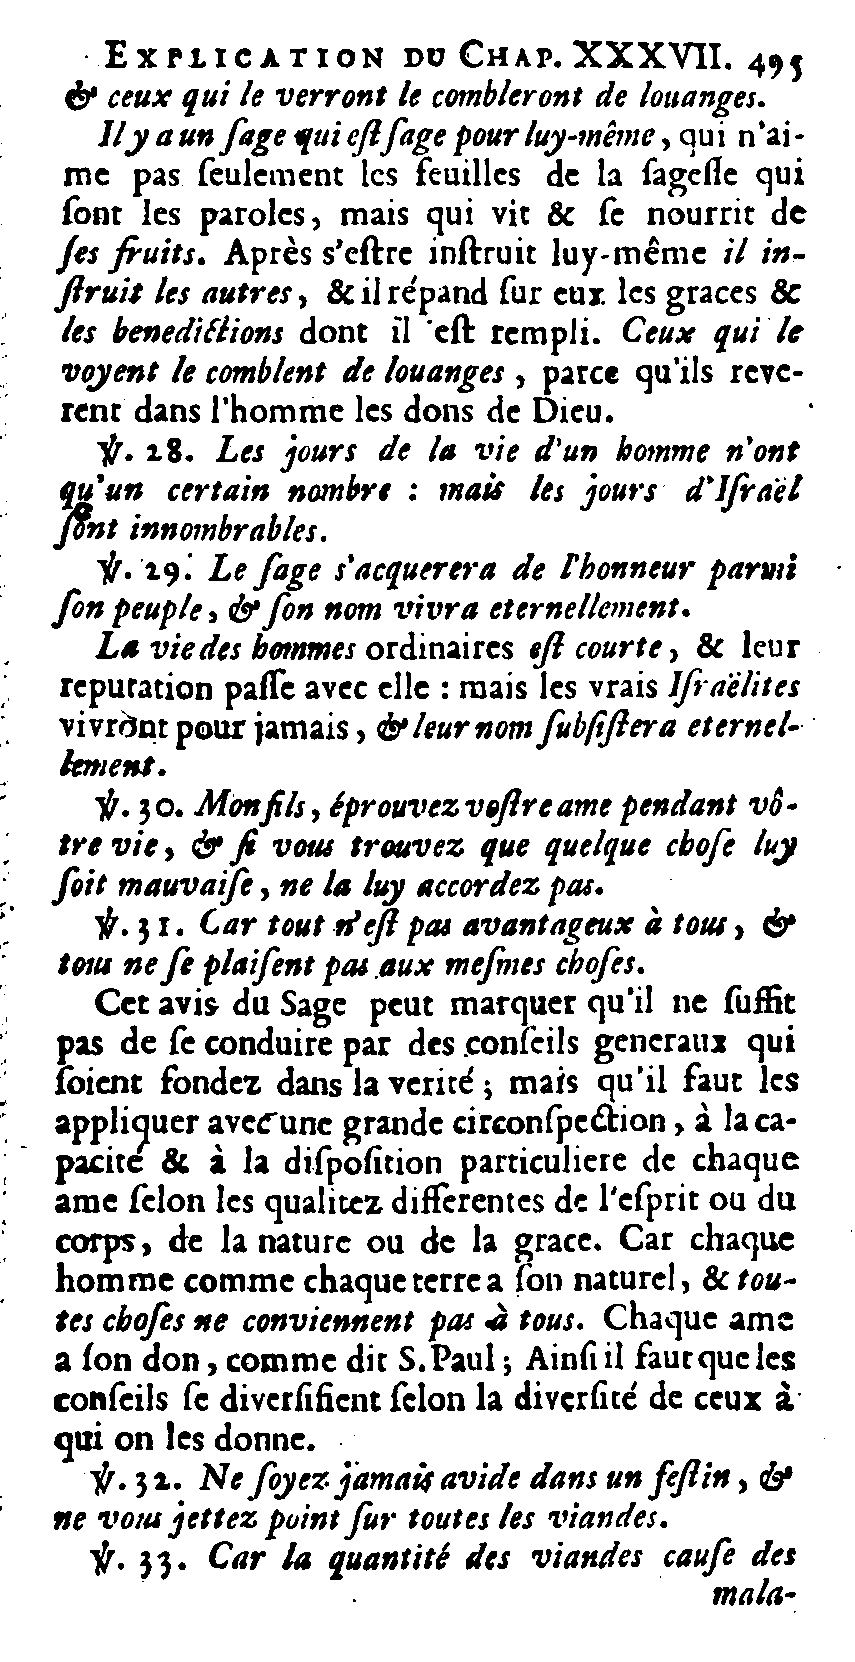 EXPLICATION DU CHAP. XXXVII. 495
& ceux qui le verront le combleront de louanges.
Il y a un ſage qui eſt ſage pour luy-même, qui n'ai-
me pas ſeulement les feuilles de la ſageſſe qui
ſont les paroles, mais qui vit & ſe nourrit de
ſes fruits. Après s'eſtre inſtruit luy-même il in-
ſtruit les autres, & il répand ſur eux les graces &
les benedictions dont il eſt rempli. Ceux qui le
voyent le comblent de louanges, parce qu'ils reve-
rent dans l'homme les dons de Dieu.
℣. 28. Les jours de la vie d'un homme n'ont
qu'un certain nombre : mais les jours d'Iſraël
ſont innombrables.
℣. 29. Le ſage s'acquerera de l'honneur parmi
ſon peuple, & ſon nom vivra eternellement.
La vie des hommes ordinaires eſt courte, & leur
reputation paſſe avec elle : mais les vrais Iſraëlites
vivront pour jamais, & leur nom ſubſiſtera eternel-
lement.
℣. 30. Mon fils, éprouvez voſtre ame pendant vô-
tre vie, & ſi vous trouvez que quelque choſe luy
ſoit mauvaiſe, ne la luy accordez pas.
℣. 31. Car tout n'eſt pas avantageux à tous, &
tous ne ſe plaiſent pas aux meſmes choſes.
Cet avis du Sage peut marquer qu'il ne ſuffit
pas de ſe conduire par des conſeils generaux qui
ſoient fondez dans la verité ; mais qu'il faut les
appliquer avec une grande circonſpection, à la ca-
pacité & à la diſpoſition particuliere de chaque
ame ſelon les qualitez differentes de l'eſprit ou du
corps, de la nature ou de la grace. Car chaque
homme comme chaque terre a ſon naturel, & tou-
tes choſes ne conviennent pas à tous. Chaque ame
a ſon don, comme dit S. Paul ; Ainſi il faut que les
conſeils ſe diverſifient ſelon la diverſité de ceux à
qui on les donne.
℣. 32. Ne ſoyez jamais avide dans un feſtin, &
ne vous jettez point ſur toutes les viandes.
℣. 33. Car la quantité des viandes cauſe des
mala-